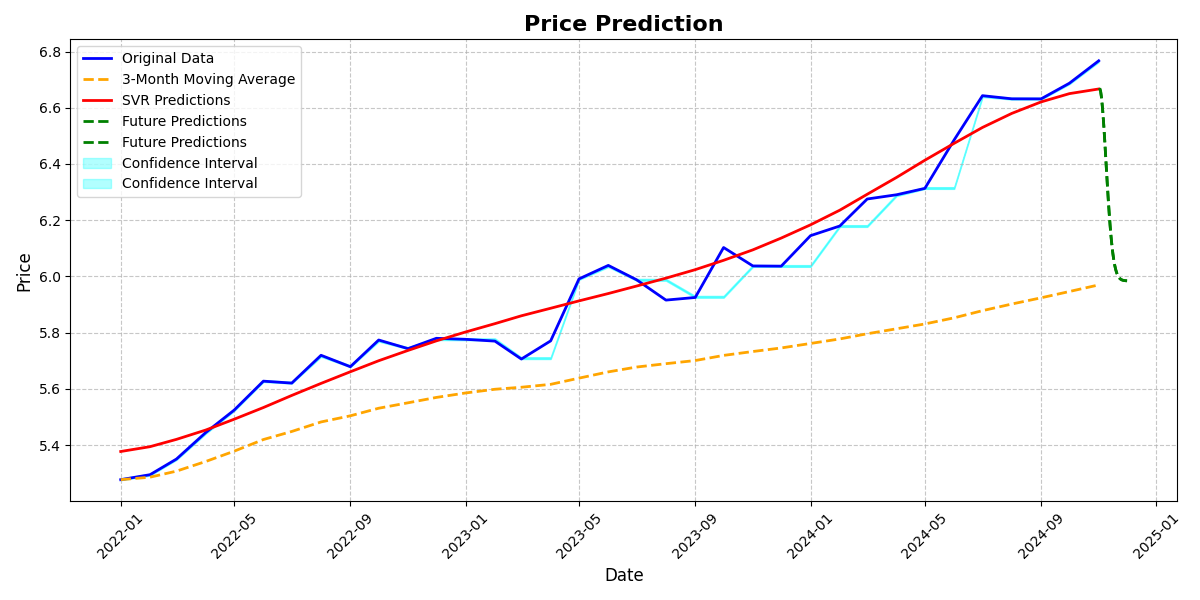 Price Prediction
Original Data
3-Month Moving Average
SVR Predictions
Future Predictions
Future Predictions
Confidence Interval
Confidence Interval
6.8
6.6
6.4
6.2
6.0
5.8
5.6
5.4
Price
2022-01
2022-05
2022-09
2023-01
2023-05
2023-09
2024-01
2024-05
2024-09
2025-01
Date